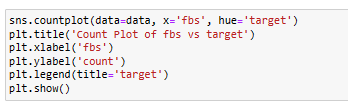 sns.countplot(data=data, x='fbs', hue='target')
plt.title('Count Plot of fbs vs target')
plt.xlabel('fbs')
plt.ylabel('count')
plt.legend(title='target')
plt.show()